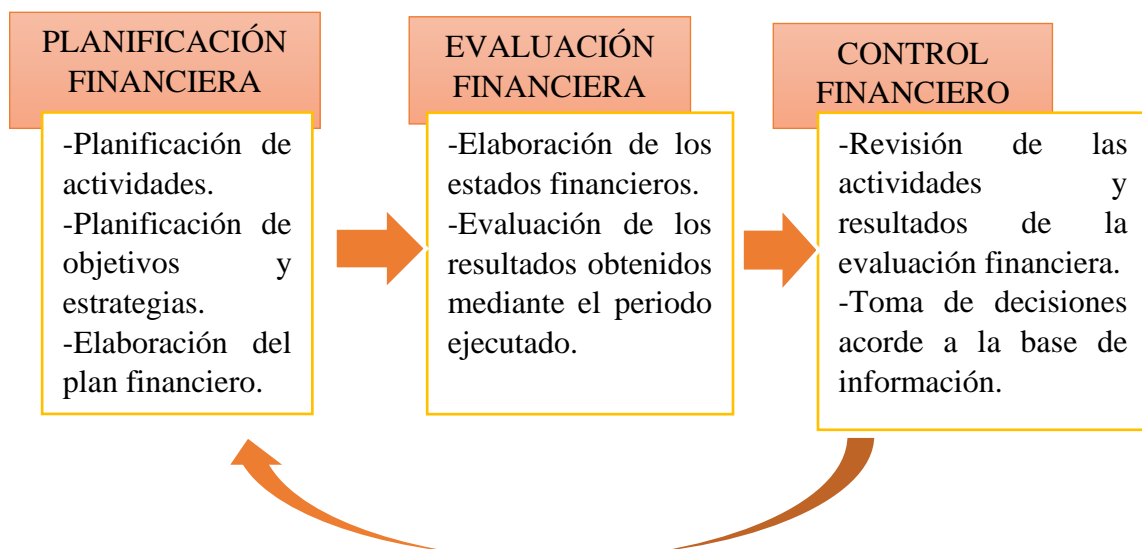 PLANIFICACIÓN
FINANCIERA
-Planificación de
actividades.
-Planificación de
objetivos y
estrategias.
-Elaboración del
plan financiero.
EVALUACIÓN
FINANCIERA
-Elaboración de los
estados financieros.
-Evaluación de los
resultados obtenidos
mediante el periodo
ejecutado.
CONTROL
FINANCIERO
-Revisión de las
actividades y
resultados de la
evaluación financiera.
-Toma de decisiones
acorde a la base de
información.